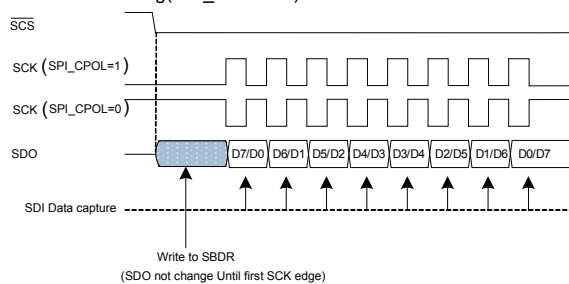 SCS
SCK (SPI_CPOL=1)
SCK (SPI_CPOL=0)
SDO D7/D0 D6/D1 D5/D2 D4/D3 D3/D4 D2/D5 D1/D6 D0/D7
SDI Data capture
Write to SBDR
(SDO not change Until first SCK edge)